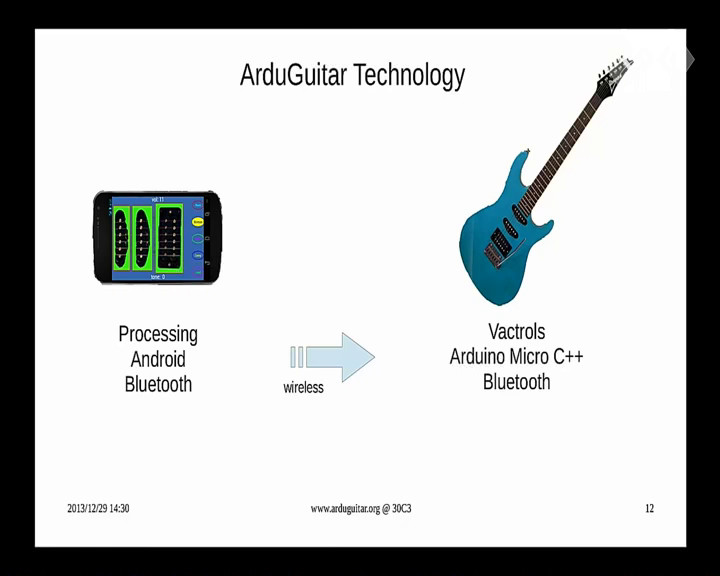 ArduGuitar Technology
vol: 11
tone: 0
Processing
Android
Bluetooth
wireless
Vactrols
Arduino Micro C++
Bluetooth
2013/12/29 14:30
www.arduguitar.org @ 30C3
12